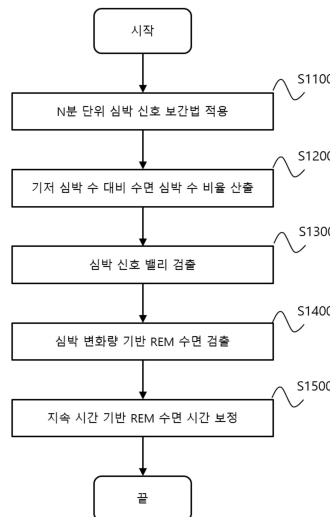 시작
S1100
N분 단위 심박 신호 보간법 적용
S1200
기저 심박 수 대비 수면 심박 수 비율 산출
S1300
심박 신호 밸리 검출
S1400
심박 변화량 기반 REM 수면 검출
S1500
지속 시간 기반 REM 수면 시간 보정
끝